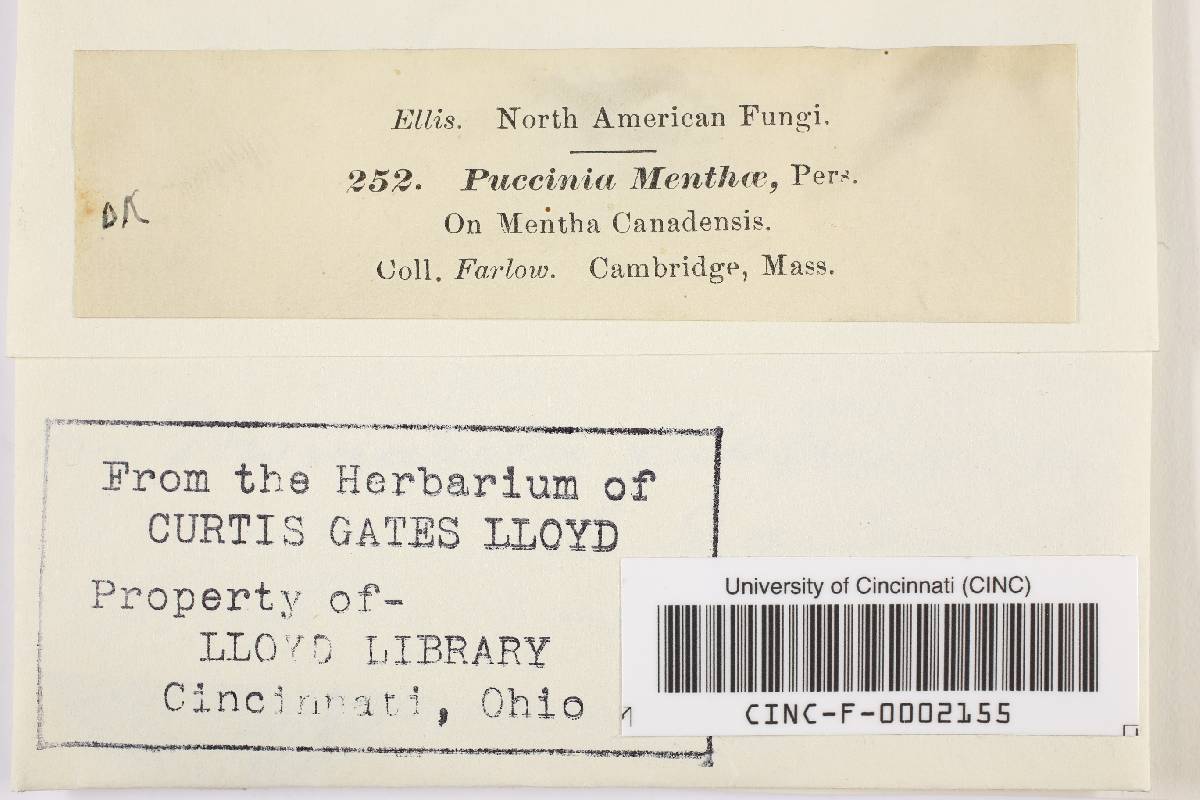 Ellis. North American Fungi.
252. Puccinia Menthæ, Pers.
On Mentha Canadensis.
Coll. Farlow. Cambridge, Mass.
From the Herbarium of
CURTIS GATES LLOYD
Property of-
LLOYD LIBRARY
Cincinnati, Ohio
University of Cincinnati (CINC)
CINC-F-0002155